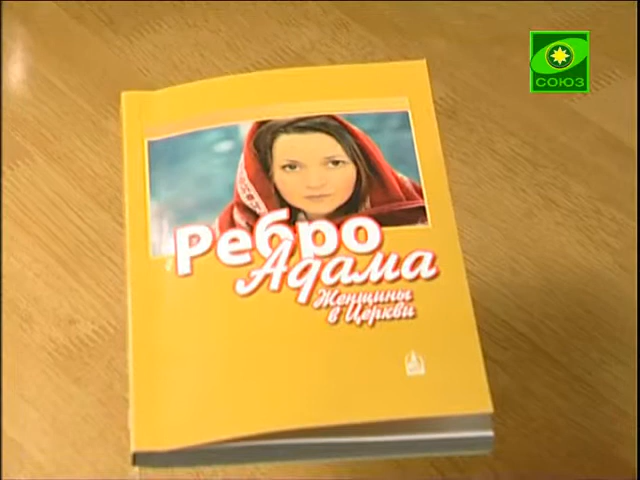 СОЮЗ
Ребро
Адама
Женщины
в Церкви